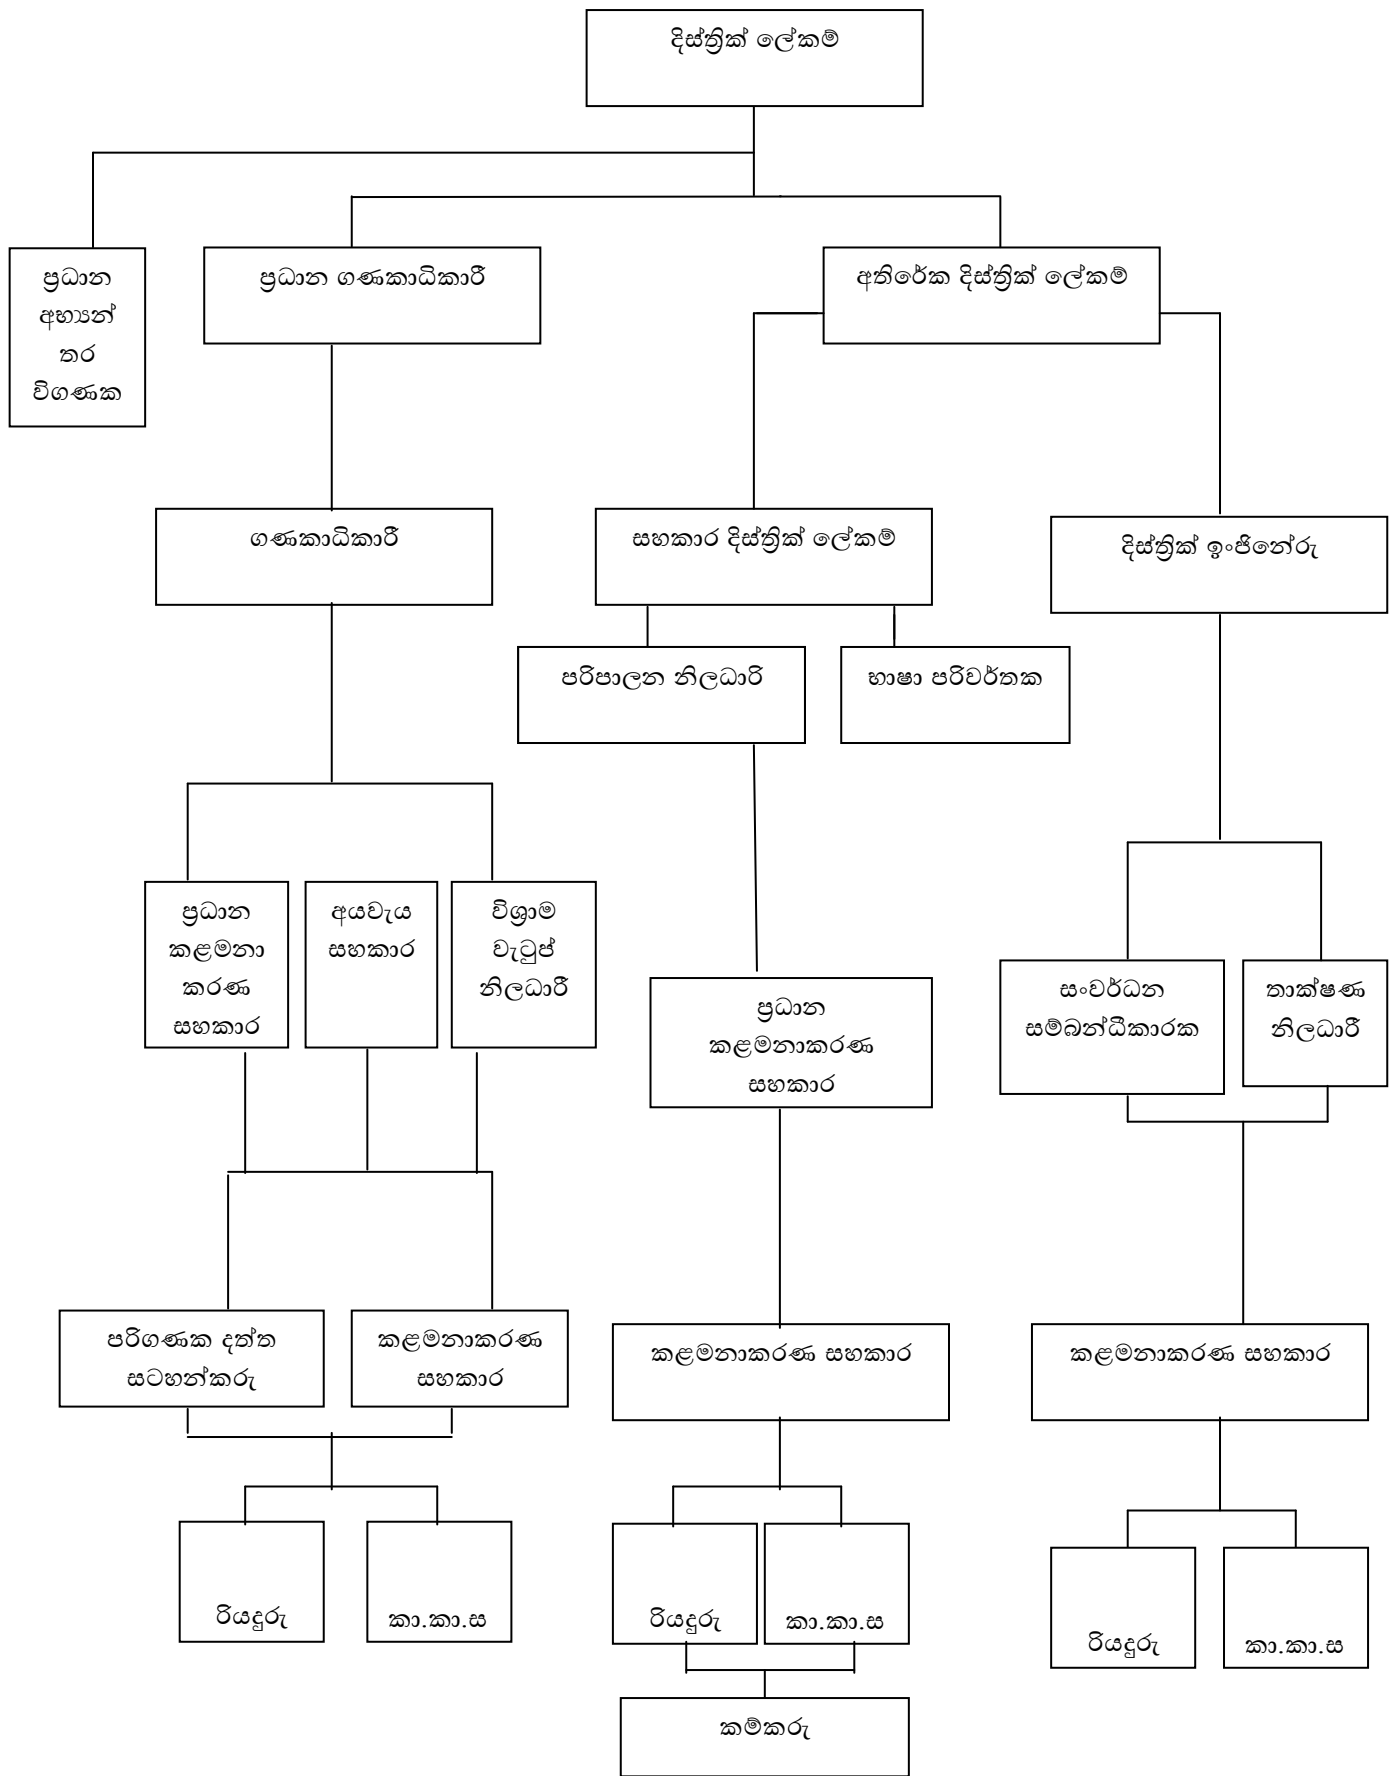 දිස්ත්‍රික් ලේකම්
ප්‍රධාන
අභ්‍යන්
තර
විගණක
ප්‍රධාන ගණකාධිකාරී
අතිරේක දිස්ත්‍රික් ලේකම්
ගණකාධිකාරී
සහකාර දිස්ත්‍රික් ලේකම්
දිස්ත්‍රික් ඉංජිනේරු
පරිපාලන නිලධාරි
භාෂා පරිවර්තක
ප්‍රධාන
කළමනා
කරණ
සහකාර
අයවැය
සහකාර
විශ්‍රාම
වැටුප්
නිලධාරී
ප්‍රධාන
කළමනාකරණ
සහකාර
සංවර්ධන
සම්බන්ධීකාරක
තාක්ෂණ
නිලධාරී
පරිගණක දත්ත
සටහන්කරු
කළමනාකරණ
සහකාර
කළමනාකරණ සහකාර
කළමනාකරණ සහකාර
රියදුරු
කා.කා.ස
රියදුරු
කා.කා.ස
රියදුරු
කා.කා.ස
කම්කරු